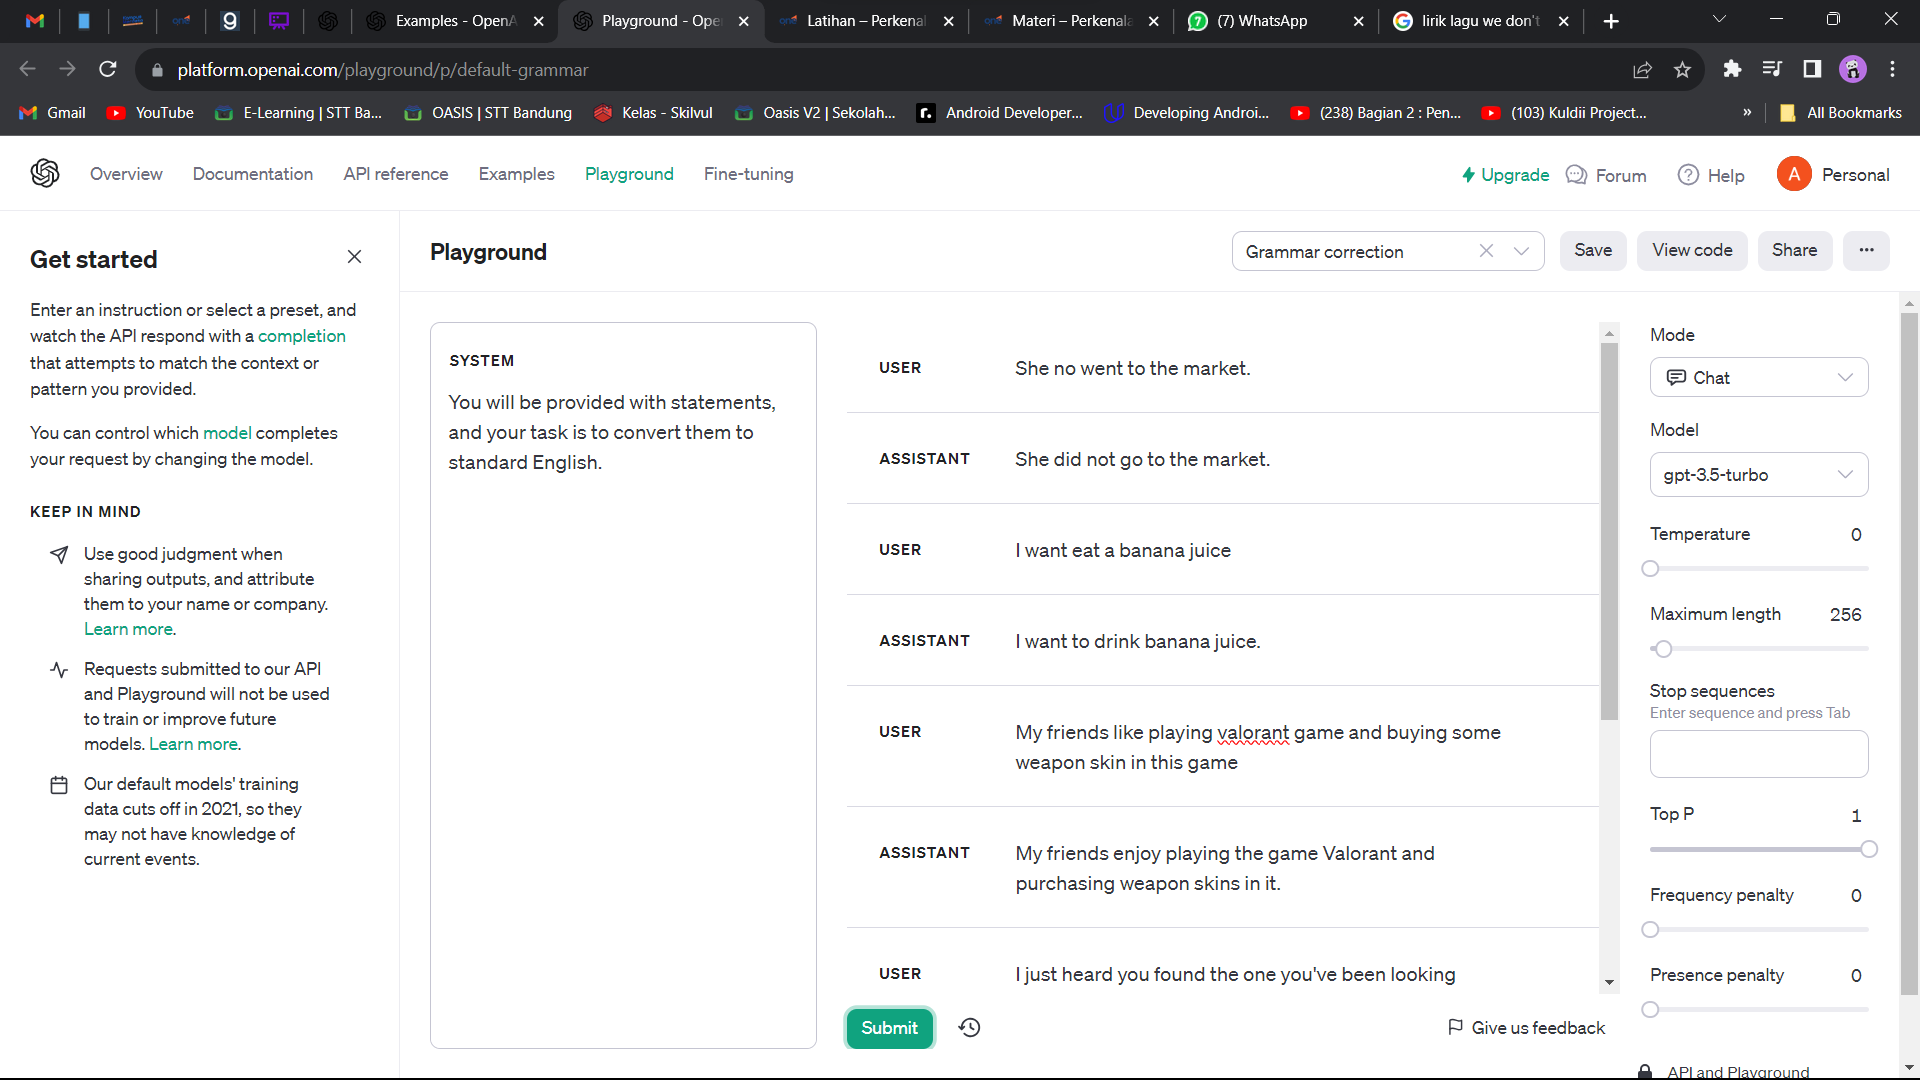 Examples - OpenA
Playground - Ope
Latihan – Perkenal
Materi – Perkenala
(7) WhatsApp
lirik lagu we don't
platform.openai.com/playground/p/default-grammar
Gmail
YouTube
E-Learning | STT Ba...
OASIS | STT Bandung
Kelas - Skilvul
Oasis V2 | Sekolah...
Android Developer...
Developing Androi...
(238) Bagian 2 : Pen...
(103) Kuldii Project...
»
All Bookmarks
Overview
Documentation
API reference
Examples
Playground
Fine-tuning
Upgrade
Forum
Help
A
Personal
Get started
Enter an instruction or select a preset, and
watch the API respond with a completion
that attempts to match the context or
pattern you provided.
You can control which model completes
your request by changing the model.
KEEP IN MIND
Use good judgment when
sharing outputs, and attribute
them to your name or company.
Learn more.
Requests submitted to our API
and Playground will not be used
to train or improve future
models. Learn more.
Our default models' training
data cuts off in 2021, so they
may not have knowledge of
current events.
Playground
Grammar correction
Save
View code
Share
...
SYSTEM
You will be provided with statements,
and your task is to convert them to
standard English.
USER
She no went to the market.
ASSISTANT
She did not go to the market.
USER
I want eat a banana juice
ASSISTANT
I want to drink banana juice.
USER
My friends like playing valorant game and buying some
weapon skin in this game
ASSISTANT
My friends enjoy playing the game Valorant and
purchasing weapon skins in it.
USER
I just heard you found the one you've been looking
Submit
Give us feedback
Mode
Chat
Model
gpt-3.5-turbo
Temperature 0
Maximum length 256
Stop sequences
Enter sequence and press Tab
Top P 1
Frequency penalty 0
Presence penalty 0
API and Playground